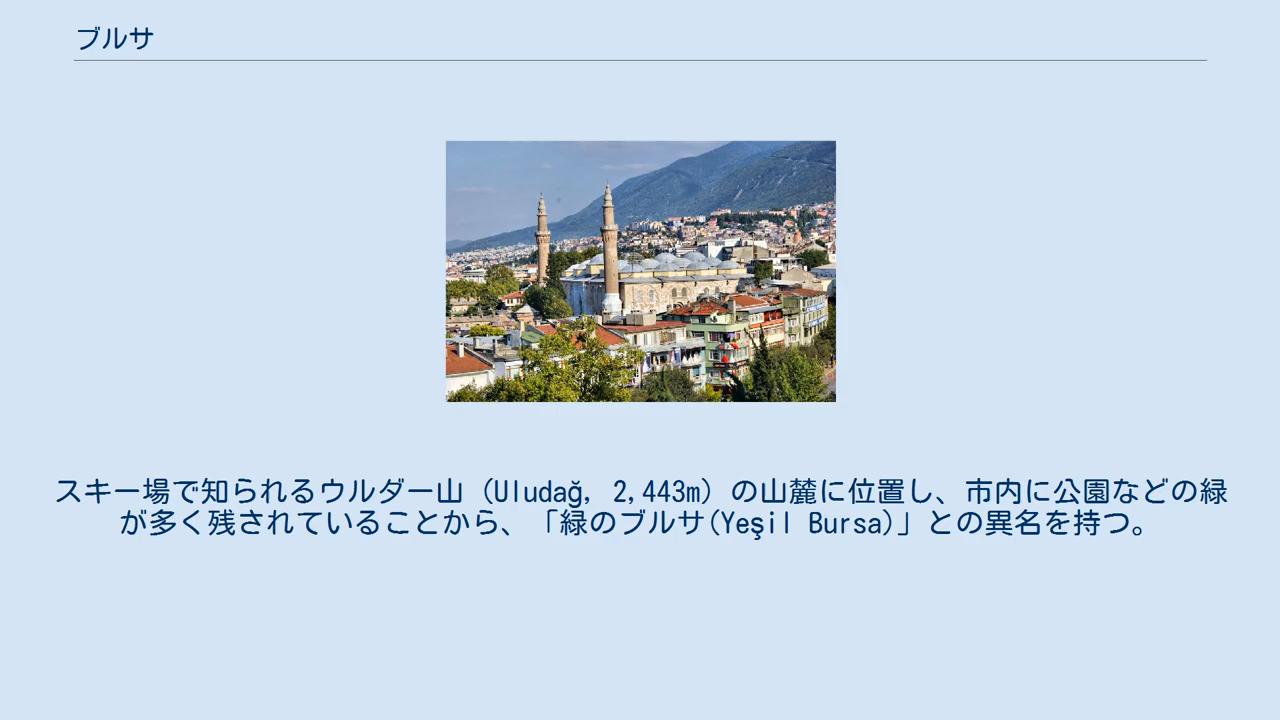 ブルサ
スキー場で知られるウルダー山（Uludağ, 2,443m）の山麓に位置し、市内に公園などの緑
が多く残されていることから、「緑のブルサ(Yeşil Bursa)」との異名を持つ。